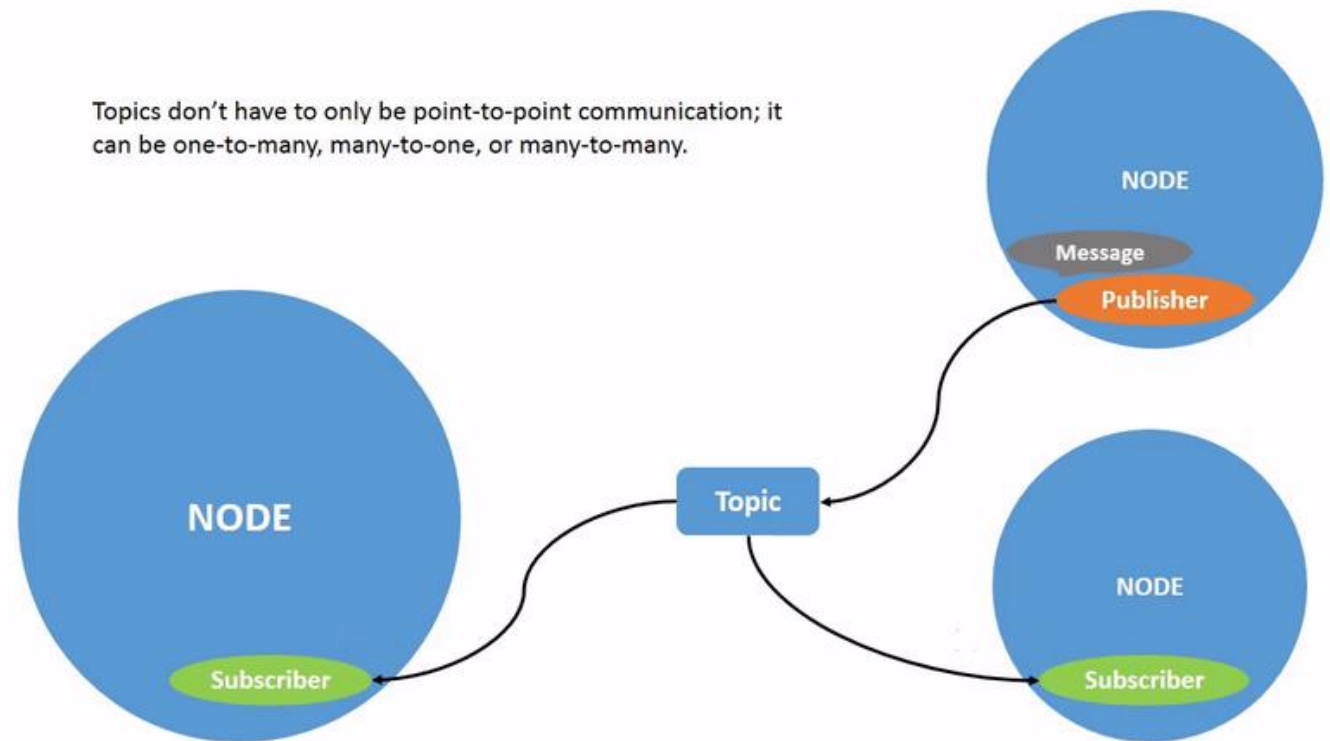 Topics don't have to only be point-to-point communication; it
can be one-to-many, many-to-one, or many-to-many.
NODE
Message
Publisher
Topic
NODE
NODE
Subscriber
Subscriber